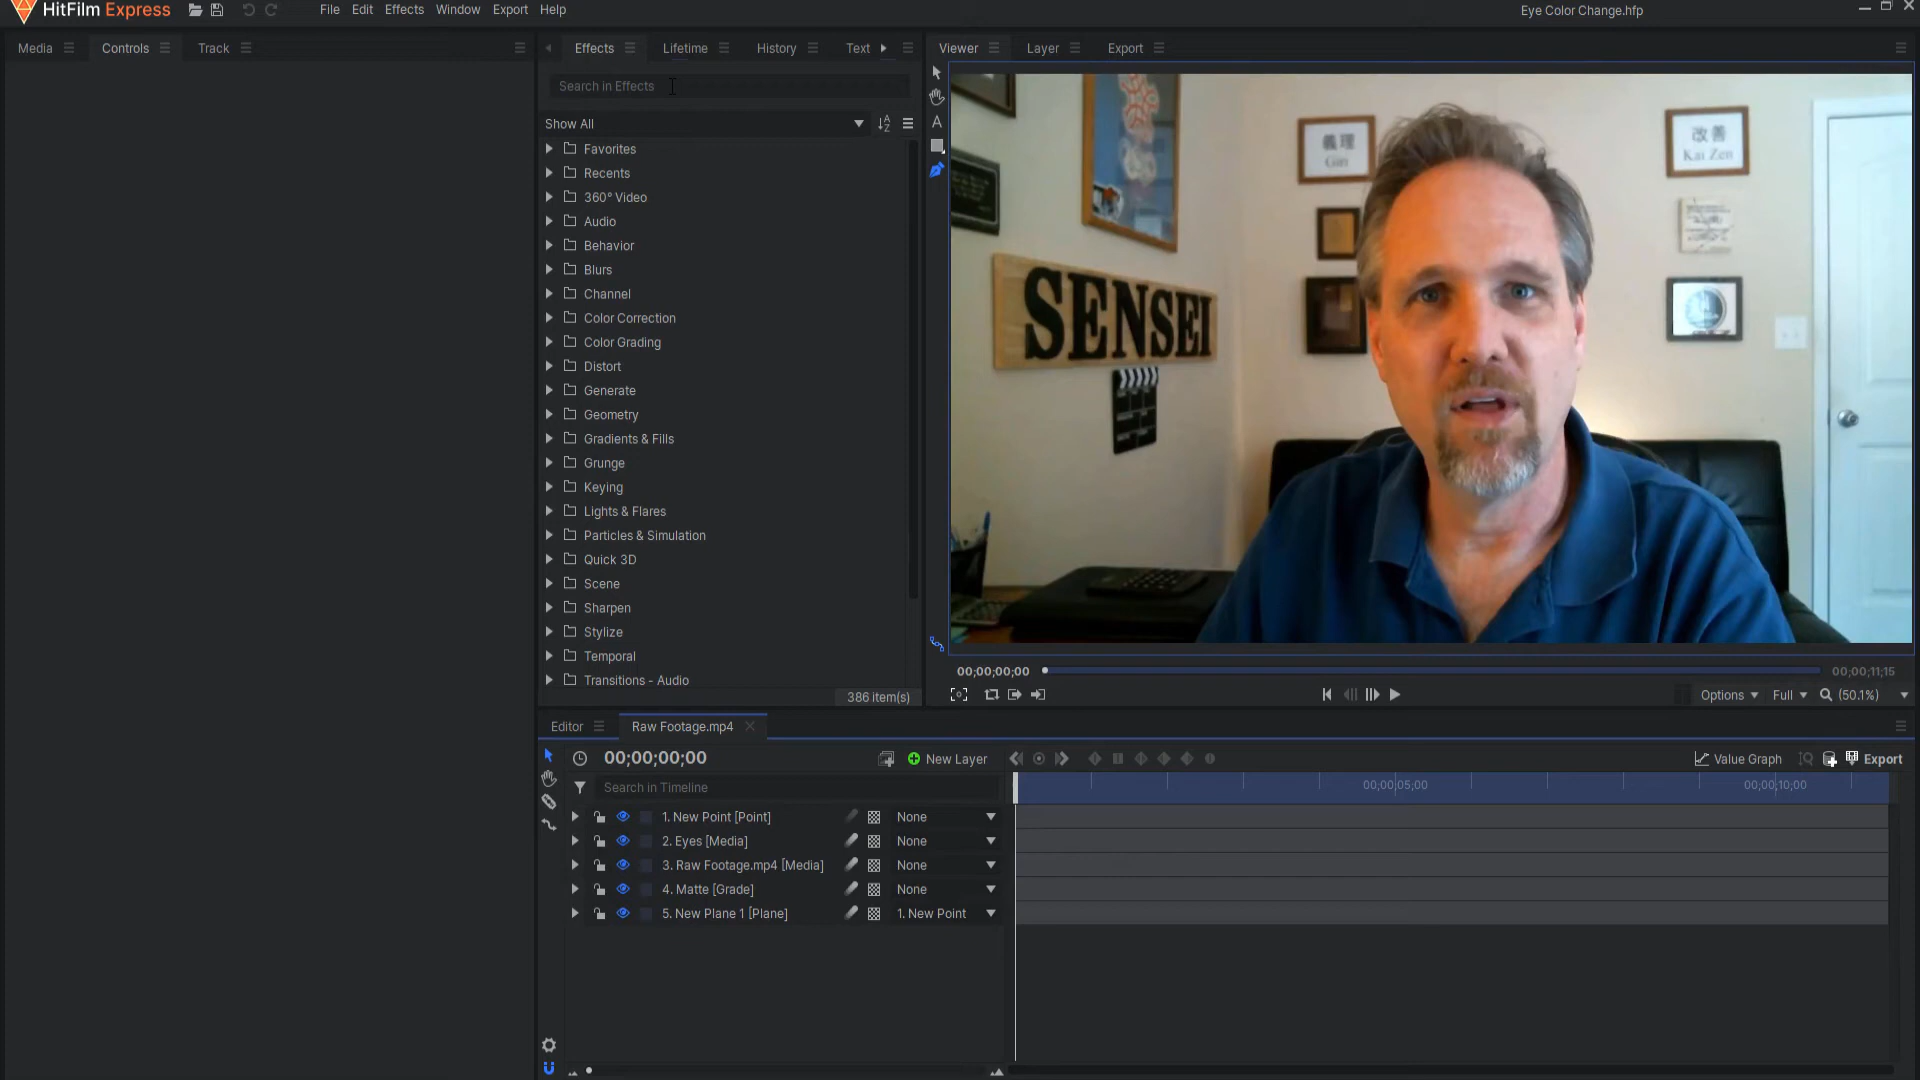 HitFilm Express
File Edit Effects Window Export Help
Eye Color Change.hfp
Media Controls Track
Effects Lifetime History Text
Viewer Layer Export
Search in Effects
Show All
Favorites
Recents
360° Video
Audio
Behavior
Blurs
Channel
Color Correction
Color Grading
Distort
Generate
Geometry
Gradients & Fills
Grunge
Keying
Lights & Flares
Particles & Simulation
Quick 3D
Scene
Sharpen
Stylize
Temporal
Transitions - Audio
386 item(s)
義理
Giri
改善
Kai Zen
SENSEI
00;00;00;00
00;00;11;15
Options Full (50.1%)
Editor Raw Footage.mp4
00;00;00;00 New Layer
Value Graph Export
Search in Timeline
00;00;05;00 00;00;10;00
1. New Point [Point] None
2. Eyes [Media] None
3. Raw Footage.mp4 [Media] None
4. Matte [Grade] None
5. New Plane 1 [Plane] 1. New Point